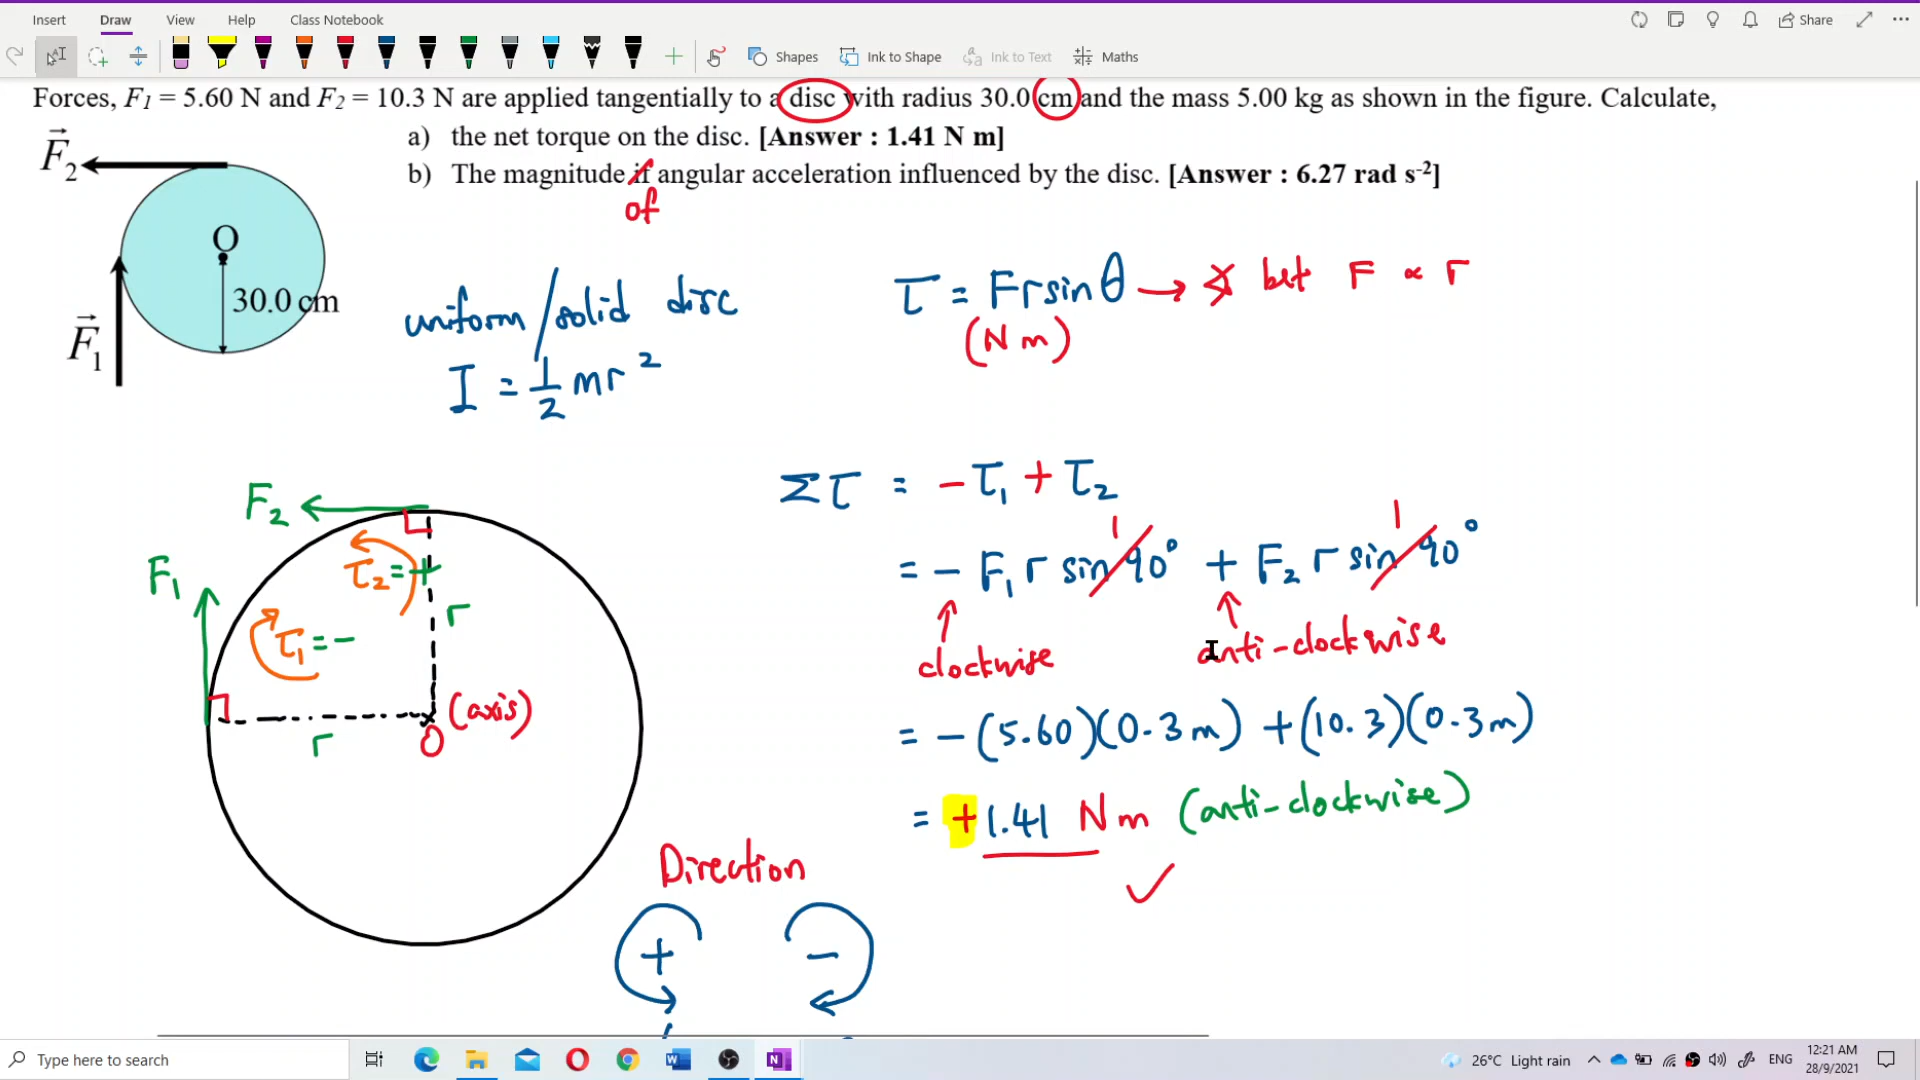 Insert Draw View Help Class Notebook Share
Shapes Ink to Shape Ink to Text Maths
Forces, F1 = 5.60 N and F2 = 10.3 N are applied tangentially to a disc with radius 30.0 cm and the mass 5.00 kg as shown in the figure. Calculate,
a) the net torque on the disc. [Answer : 1.41 N m]
b) The magnitude if angular acceleration influenced by the disc. [Answer : 6.27 rad s⁻²]
of
F⃗2
O
30.0 cm
F⃗1
uniform/solid disc
I = 1/2 mr²
τ = Fr sin θ → ∡ bet F ∝ r
(N m)
Στ = - τ1 + τ2
1 1
= - F1 r sin 90° + F2 r sin 90°
clockwise anti-clockwise
= - (5.60)(0.3 m) + (10.3)(0.3 m)
= + 1.41 N m (anti-clockwise)
F2
F1
τ2 = +
r
τ1 = -
(axis)
r
O
Direction
+ -
Type here to search
26°C Light rain ENG 12:21 AM
28/9/2021